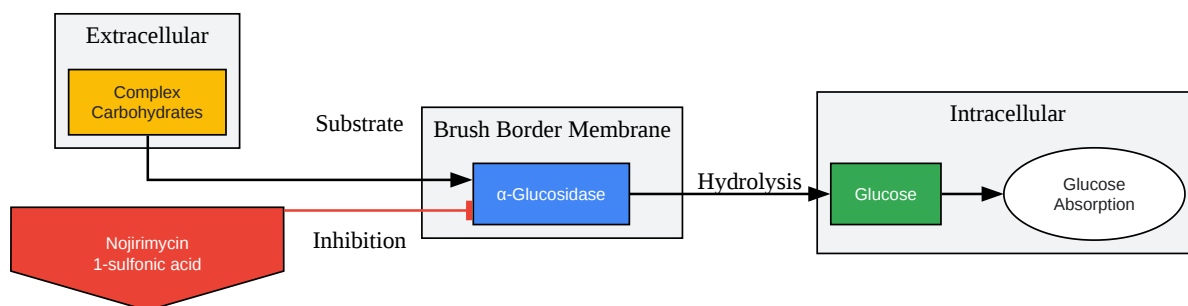 Extracellular
Complex
Carbohydrates
Substrate
Brush Border Membrane
α-Glucosidase
Hydrolysis
Intracellular
Glucose
Glucose
Absorption
Nojirimycin
1-sulfonic acid
Inhibition